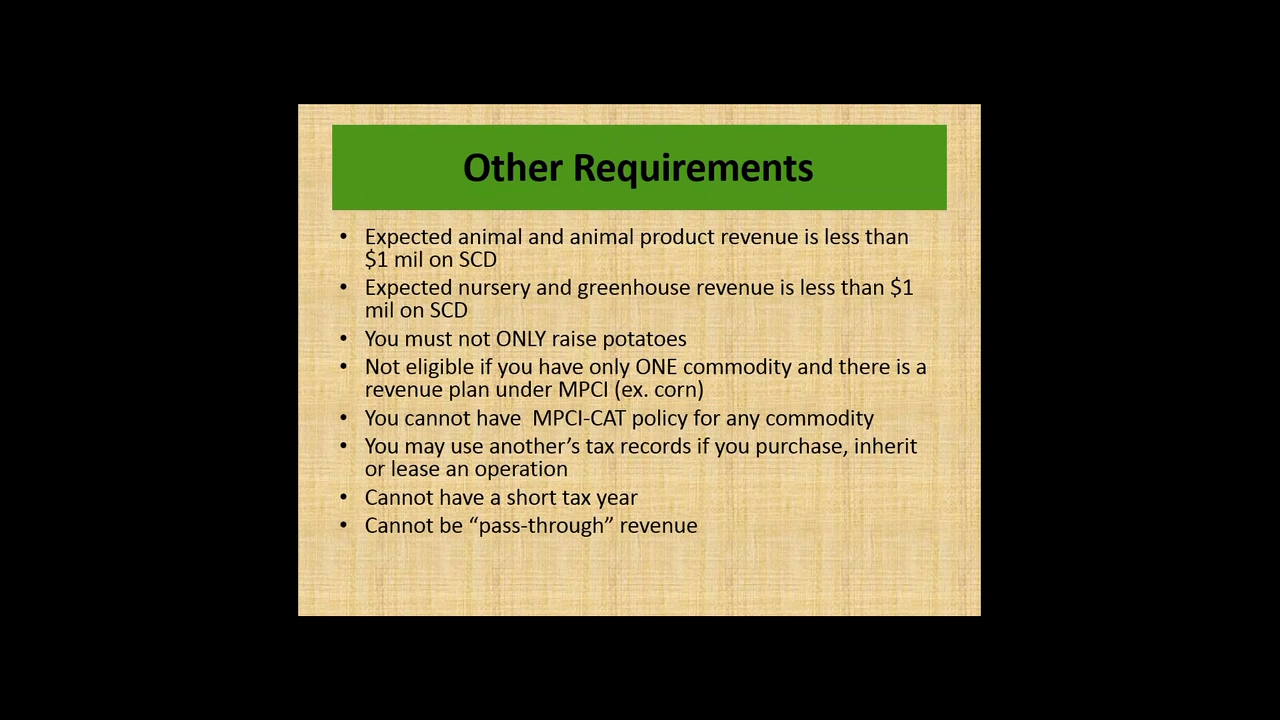 Other Requirements
• Expected animal and animal product revenue is less than
$1 mil on SCD
• Expected nursery and greenhouse revenue is less than $1
mil on SCD
• You must not ONLY raise potatoes
• Not eligible if you have only ONE commodity and there is a
revenue plan under MPCI (ex. corn)
• You cannot have  MPCI-CAT policy for any commodity
• You may use another’s tax records if you purchase, inherit
or lease an operation
• Cannot have a short tax year
• Cannot be “pass-through” revenue